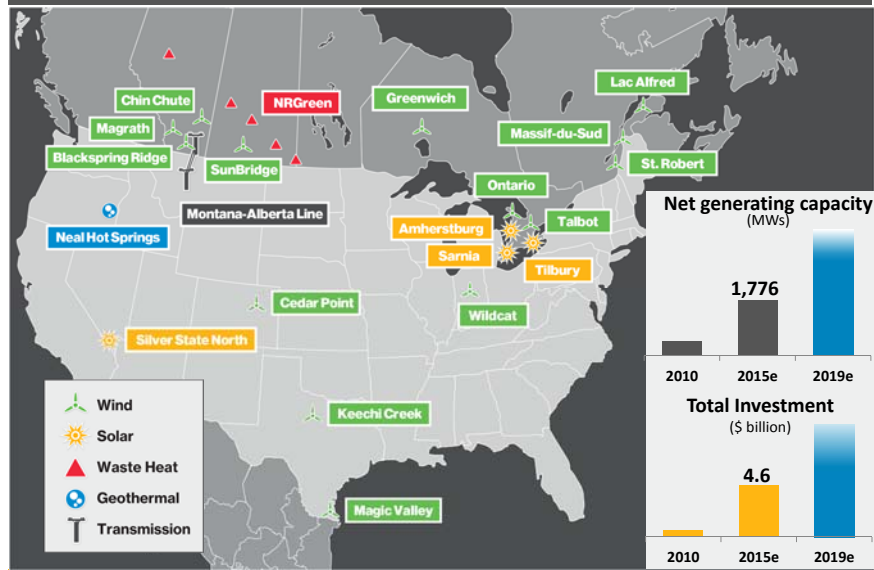 Lac Alfred
Chin Chute
NRGreen
Greenwich
Magrath
Massif-du-Sud
Blackspring Ridge
SunBridge
St. Robert
Ontario
Montana-Alberta Line
Talbot
Neal Hot Springs
Amherstburg
Sarnia
Tilbury
Cedar Point
Wildcat
Silver State North
Keechi Creek
Magic Valley
Wind
Solar
Waste Heat
Geothermal
Transmission
Net generating capacity
(MWs)
1,776
2010 2015e 2019e
Total Investment
($ billion)
4.6
2010 2015e 2019e